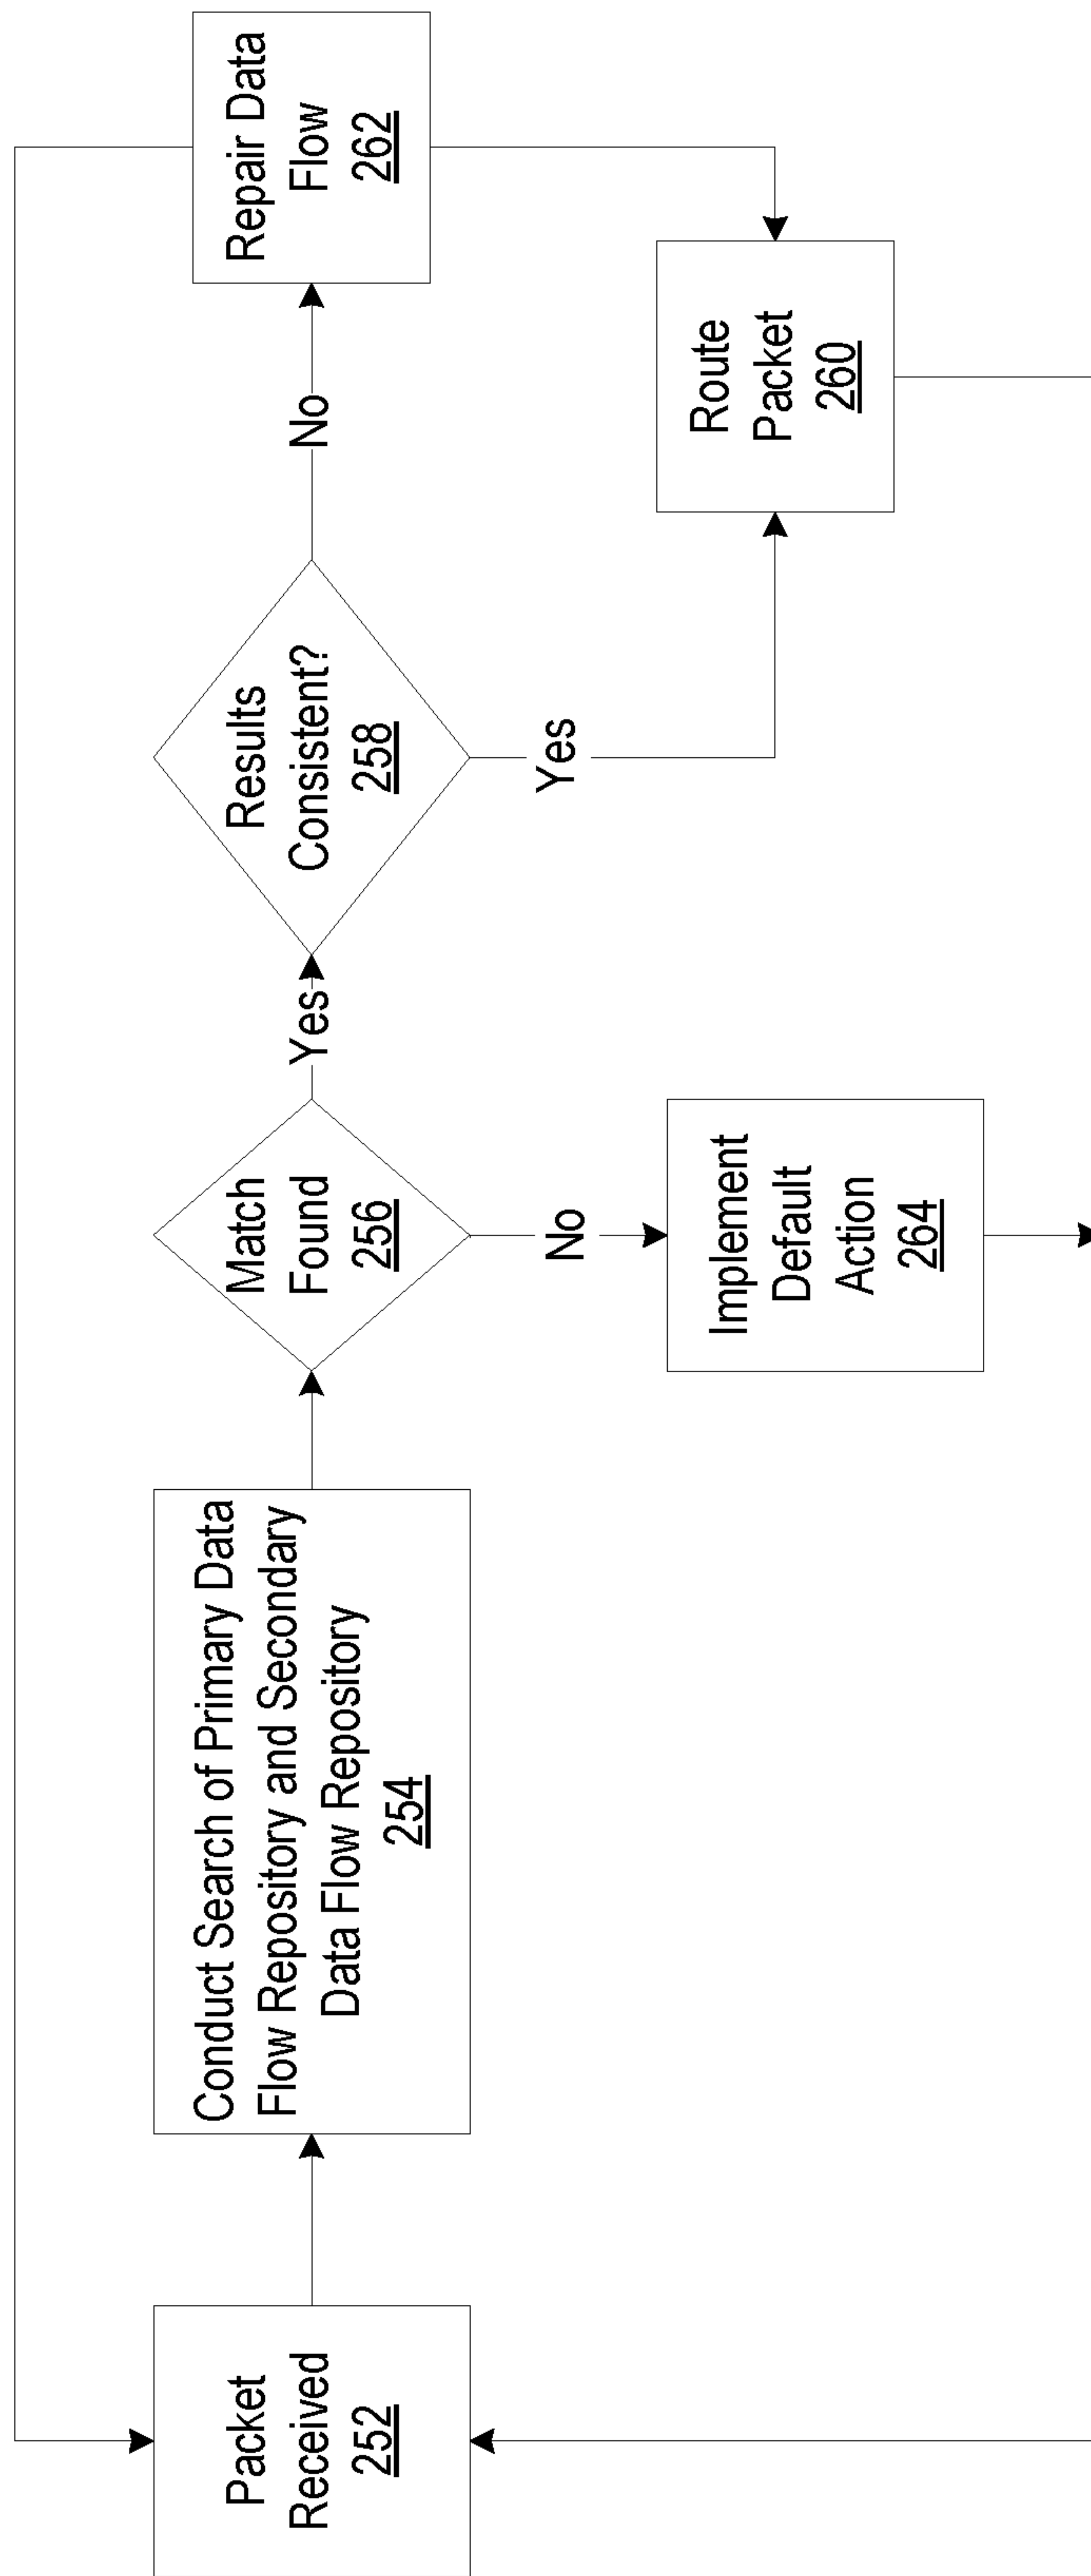 Packet
Received
252
Conduct Search of Primary Data
Flow Repository and Secondary
Data Flow Repository
254
Match
Found
256
Yes
No
Results
Consistent?
258
No
Yes
Repair Data
Flow
262
Route
Packet
260
Implement
Default
Action
264